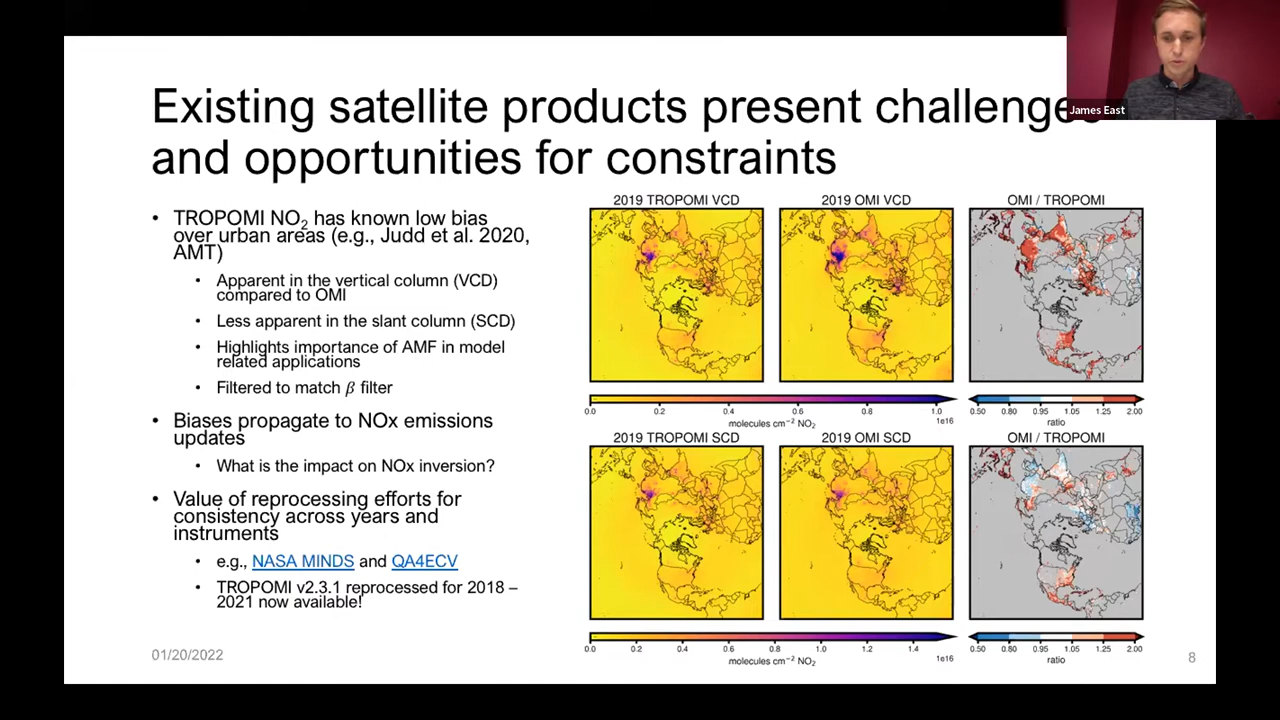 Existing satellite products present challenges
and opportunities for constraints
James East
• TROPOMI NO2 has known low bias
over urban areas (e.g., Judd et al. 2020,
AMT)
• Apparent in the vertical column (VCD)
compared to OMI
• Less apparent in the slant column (SCD)
• Highlights importance of AMF in model
related applications
• Filtered to match β filter
• Biases propagate to NOx emissions
updates
• What is the impact on NOx inversion?
• Value of reprocessing efforts for
consistency across years and
instruments
• e.g., NASA MINDS and QA4ECV
• TROPOMI v2.3.1 reprocessed for 2018 –
2021 now available!
2019 TROPOMI VCD
2019 OMI VCD
OMI / TROPOMI
0.0 0.2 0.4 0.6 0.8 1.0
1e16
molecules cm−2 NO2
0.50 0.80 0.95 1.05 1.25 2.00
ratio
2019 TROPOMI SCD
2019 OMI SCD
OMI / TROPOMI
0.0 0.2 0.4 0.6 0.8 1.0 1.2 1.4
1e16
molecules cm−2 NO2
0.50 0.80 0.95 1.05 1.25 2.00
ratio
01/20/2022
8